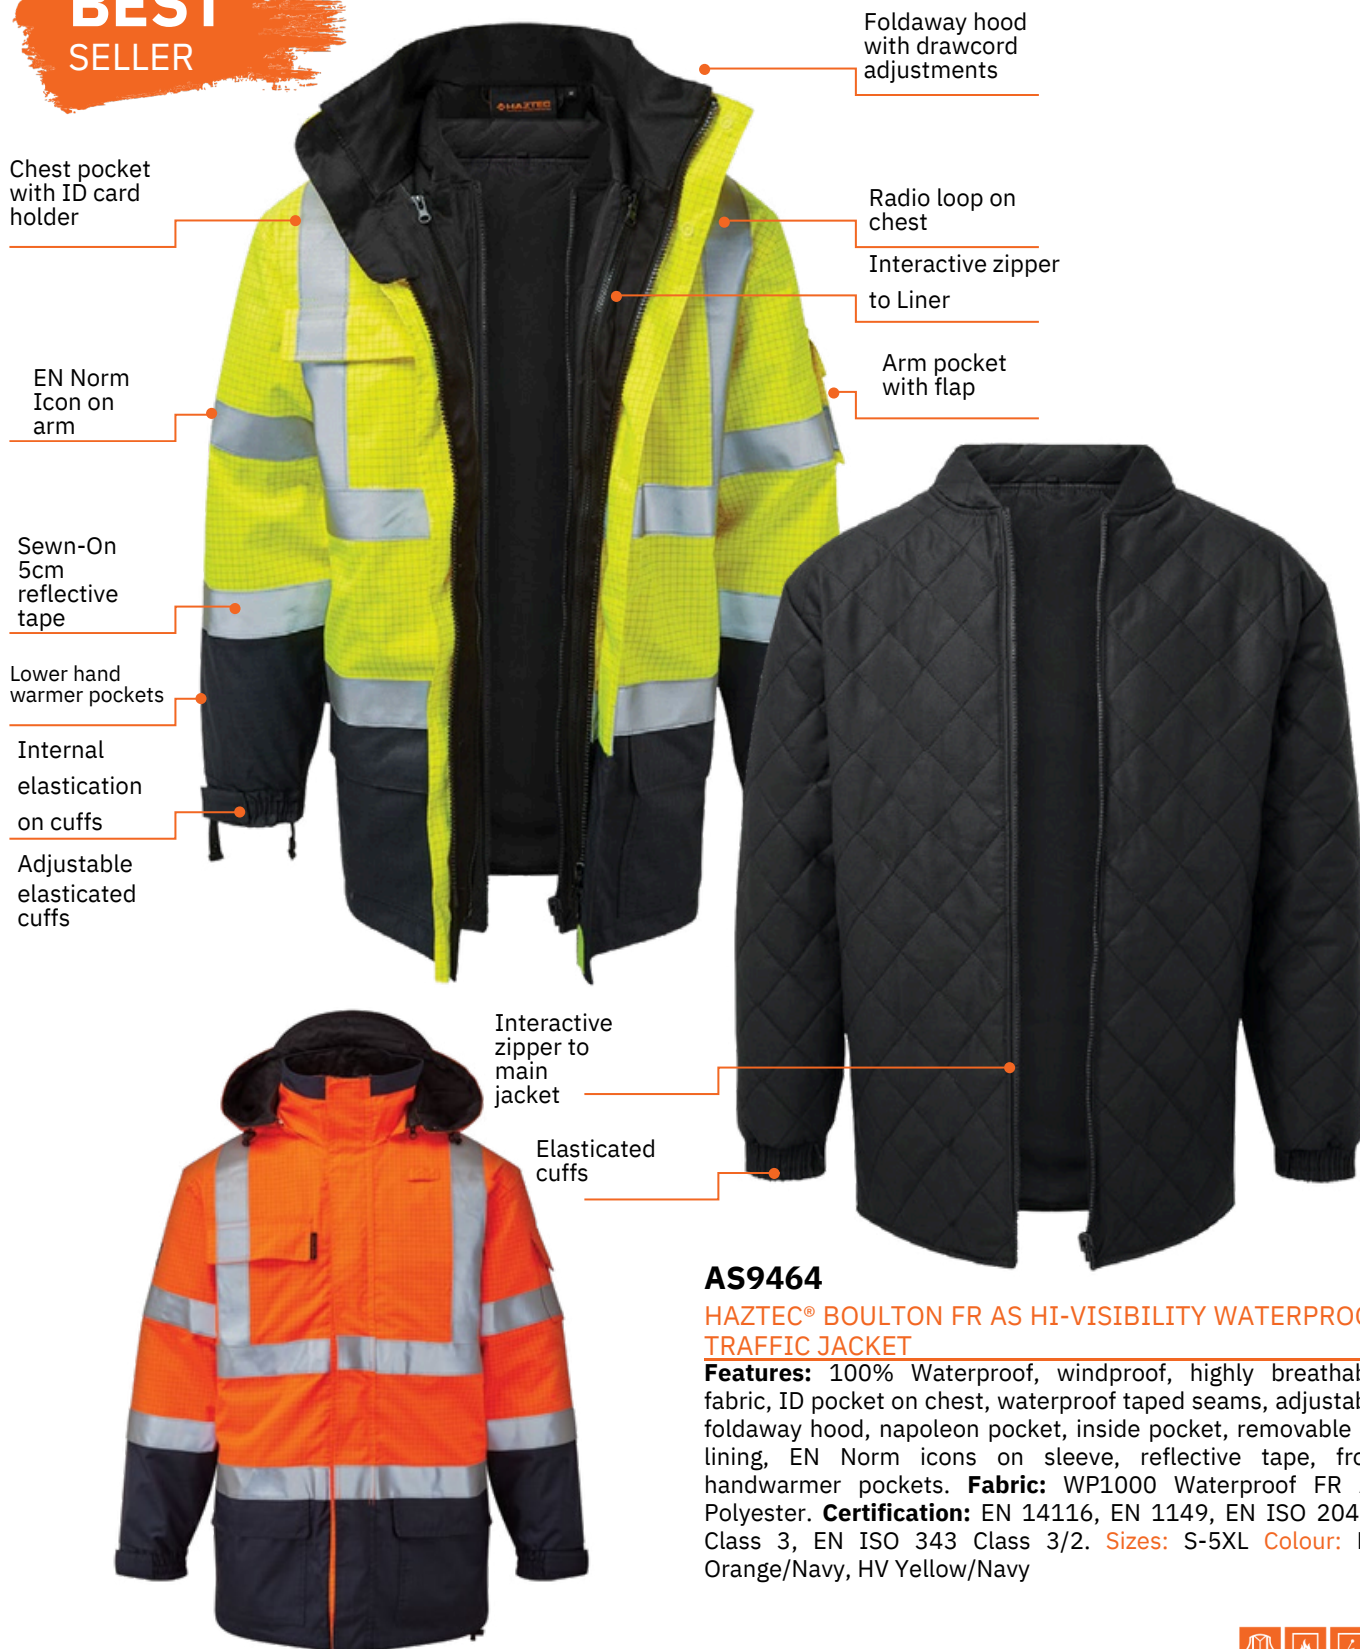 BEST
SELLER
Foldaway hood
with drawcord
adjustments
HAZTEC
Chest pocket
with ID card
holder
Radio loop on
chest
Interactive zipper
to Liner
EN Norm
Icon on
arm
Arm pocket
with flap
Sewn-On
5cm
reflective
tape
Lower hand
warmer pockets
Internal
elastication
on cuffs
Adjustable
elasticated
cuffs
Interactive
zipper to
main
jacket
Elasticated
cuffs
AS9464
HAZTEC® BOULTON FR AS HI-VISIBILITY WATERPROO
TRAFFIC JACKET
Features: 100% Waterproof, windproof, highly breathab
fabric, ID pocket on chest, waterproof taped seams, adjustab
foldaway hood, napoleon pocket, inside pocket, removable
lining, EN Norm icons on sleeve, reflective tape, fro
handwarmer pockets. Fabric: WP1000 Waterproof FR
Polyester. Certification: EN 14116, EN 1149, EN ISO 204
Class 3, EN ISO 343 Class 3/2. Sizes: S-5XL Colour:
Orange/Navy, HV Yellow/Navy